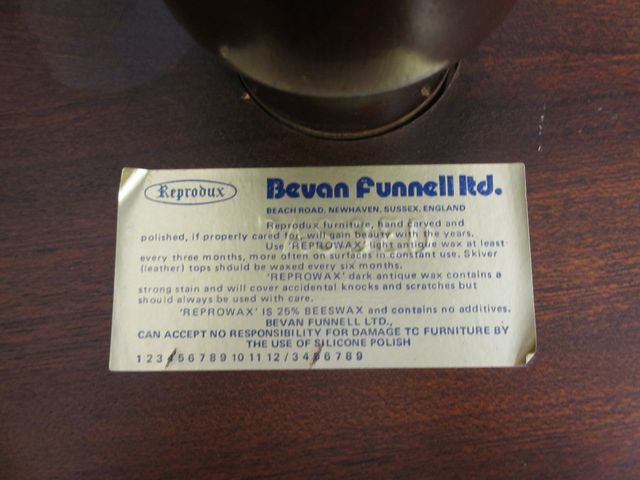 Reprodux
Bevan Funnell ltd.
BEACH ROAD, NEWHAVEN, SUSSEX, ENGLAND
Reprodux furniture, hand carved and
polished, if properly cared for, will gain beauty with the years.
Use 'REPROWAX' light antique wax at least
every three months, more often on surfaces in constant use. Skiver
(leather) tops should be waxed every six months.
'REPROWAX' dark antique wax contains a
strong stain and will cover accidental knocks and scratches but
should always be used with care.
'REPROWAX' IS 25% BEESWAX and contains no additives.
BEVAN FUNNELL LTD.,
CAN ACCEPT NO RESPONSIBILITY FOR DAMAGE TC FURNITURE BY
THE USE OF SILICONE POLISH
1 2 3 4 5 6 7 8 9 10 11 12 / 3 4 5 6 7 8 9